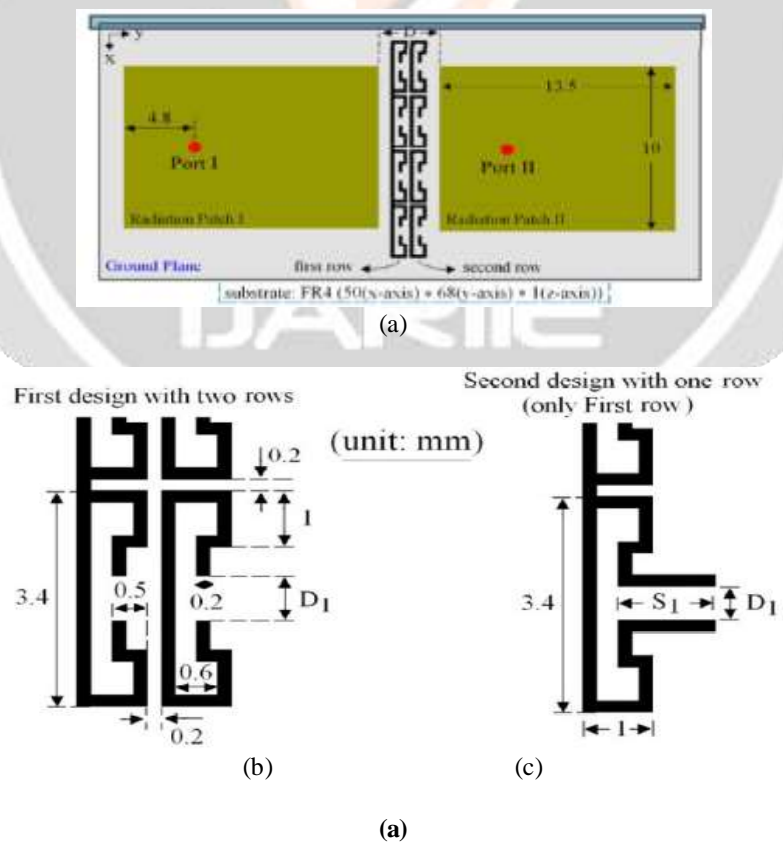 y
D
x
13.5
4.8
10
Port I
Port II
Radiation Patch I
Radiation Patch II
Ground Plane
first row
second row
substrate: FR4 (50(x-axis) * 68(y-axis) * 1(z-axis))
IJARIIE
(a)
First design with two rows
Second design with one row
(only First row)
(unit: mm)
0.2
1
3.4
0.5
0.2
D1
0.6
0.2
3.4
S1
D1
1
(b)
(c)
(a)